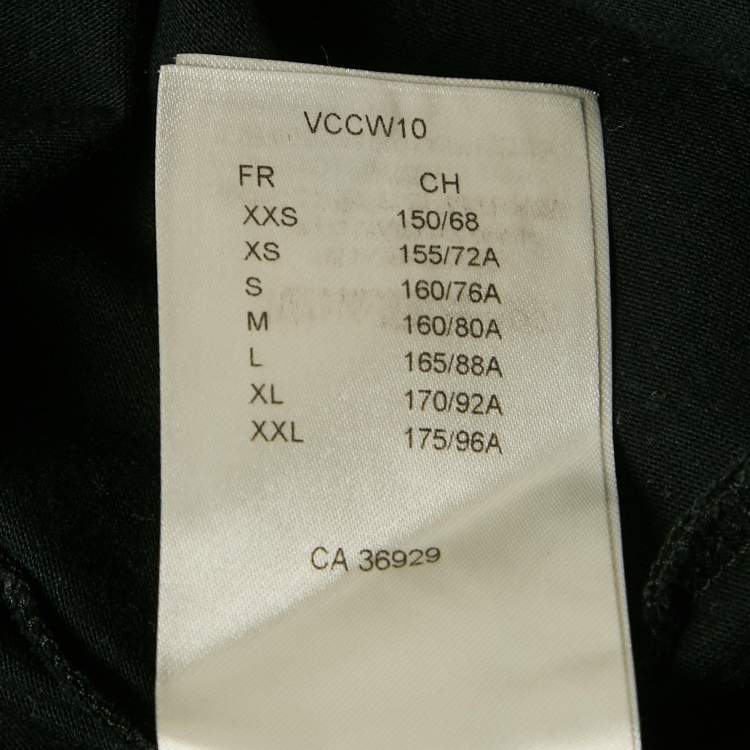 VCCW10
FR CH
XXS 150/68
XS 155/72A
S 160/76A
M 160/80A
L 165/88A
XL 170/92A
XXL 175/96A
CA 36929